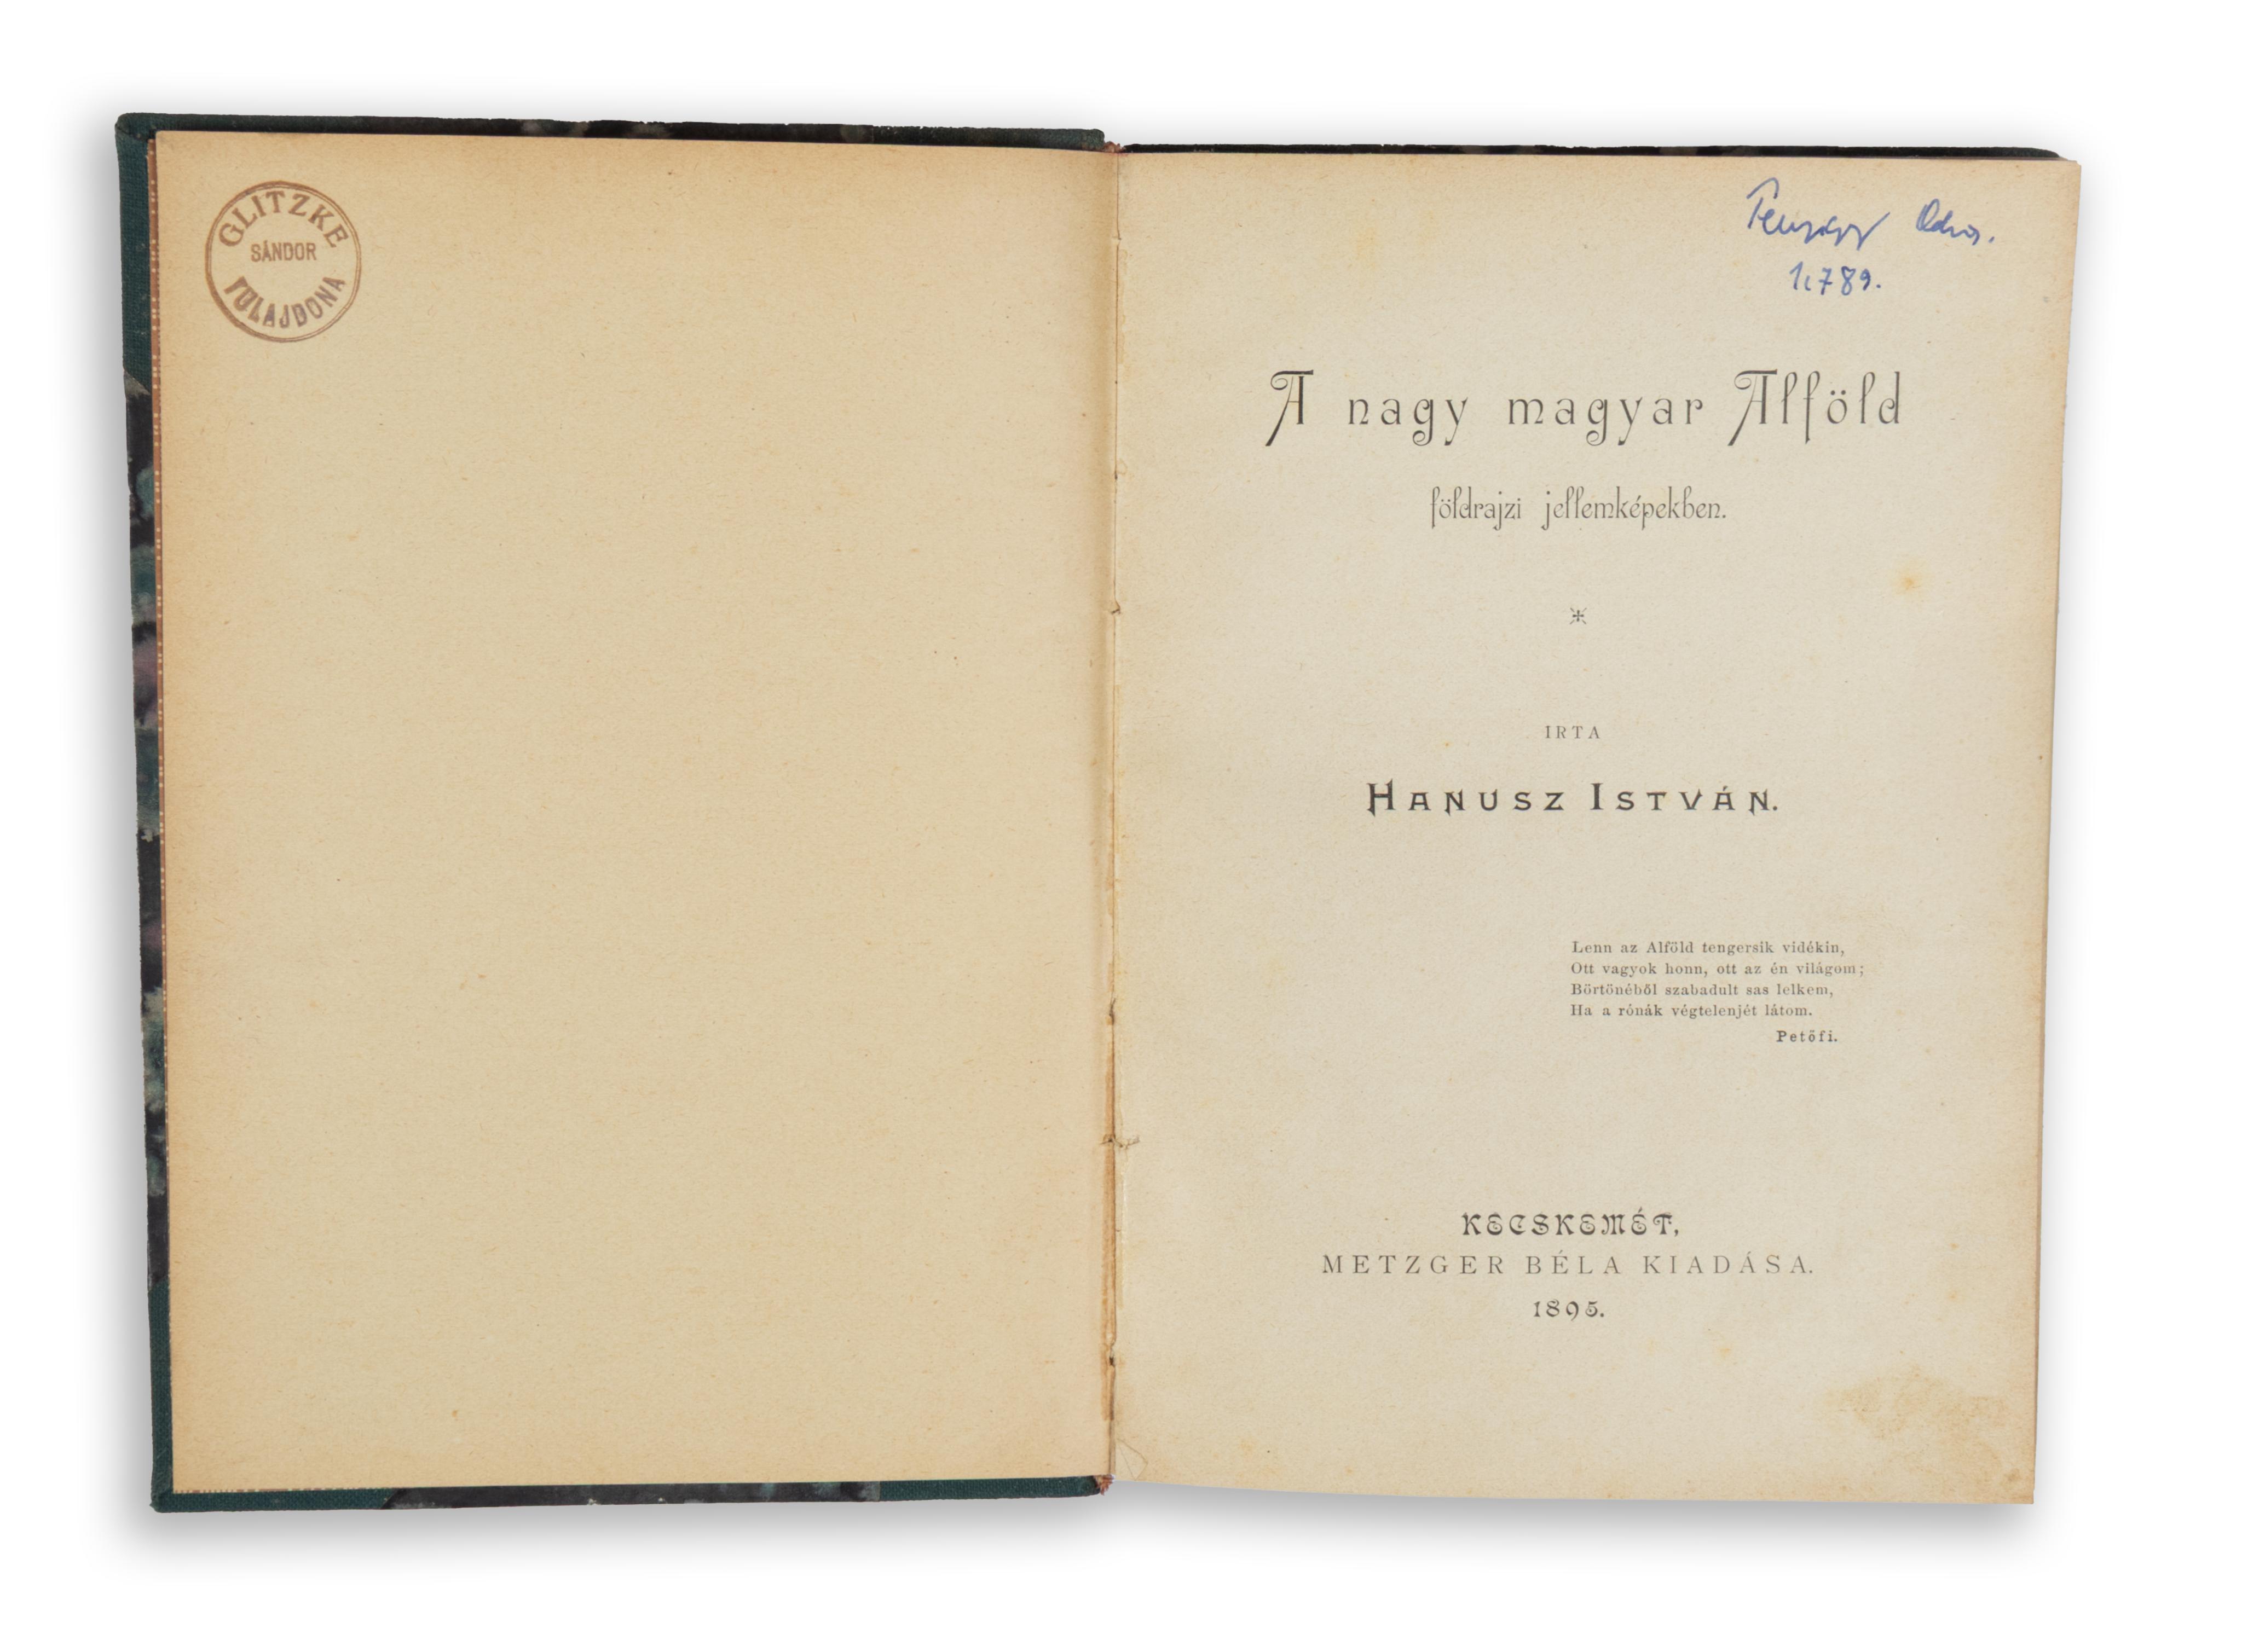 GLITZKE
SÁNDOR
TULAJDONA
1.789.
A nagy magyar Alföld
földrajzi jellemképekben.
IRTA
HANUSZ ISTVÁN.
Lenn az Alföld tengersik vidékin,
Ott vagyok honn, ott az én világom;
Börtönéből szabadult sas lelkem,
Ha a rónák végtelenjét látom.
Petőfi.
KECSKEMÉT,
METZGER BÉLA KIADÁSA.
1895.